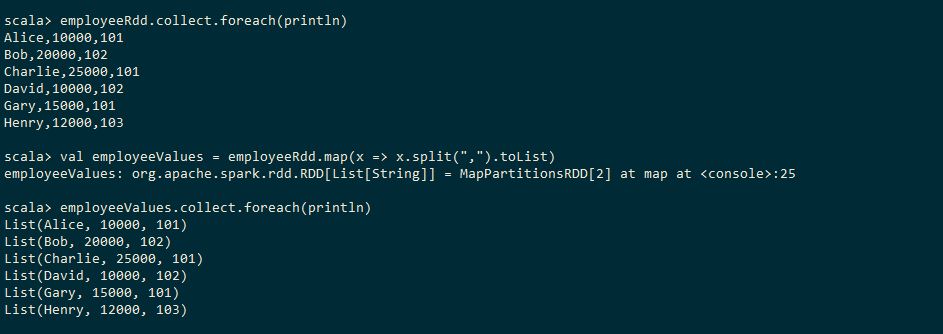 scala> employeeRdd.collect.foreach(println)
Alice,10000,101
Bob,20000,102
Charlie,25000,101
David,10000,102
Gary,15000,101
Henry,12000,103
scala> val employeeValues = employeeRdd.map(x => x.split(",").toList)
employeeValues: org.apache.spark.rdd.RDD[List[String]] = MapPartitionsRDD[2] at map at <console>:25
scala> employeeValues.collect.foreach(println)
List(Alice, 10000, 101)
List(Bob, 20000, 102)
List(Charlie, 25000, 101)
List(David, 10000, 102)
List(Gary, 15000, 101)
List(Henry, 12000, 103)